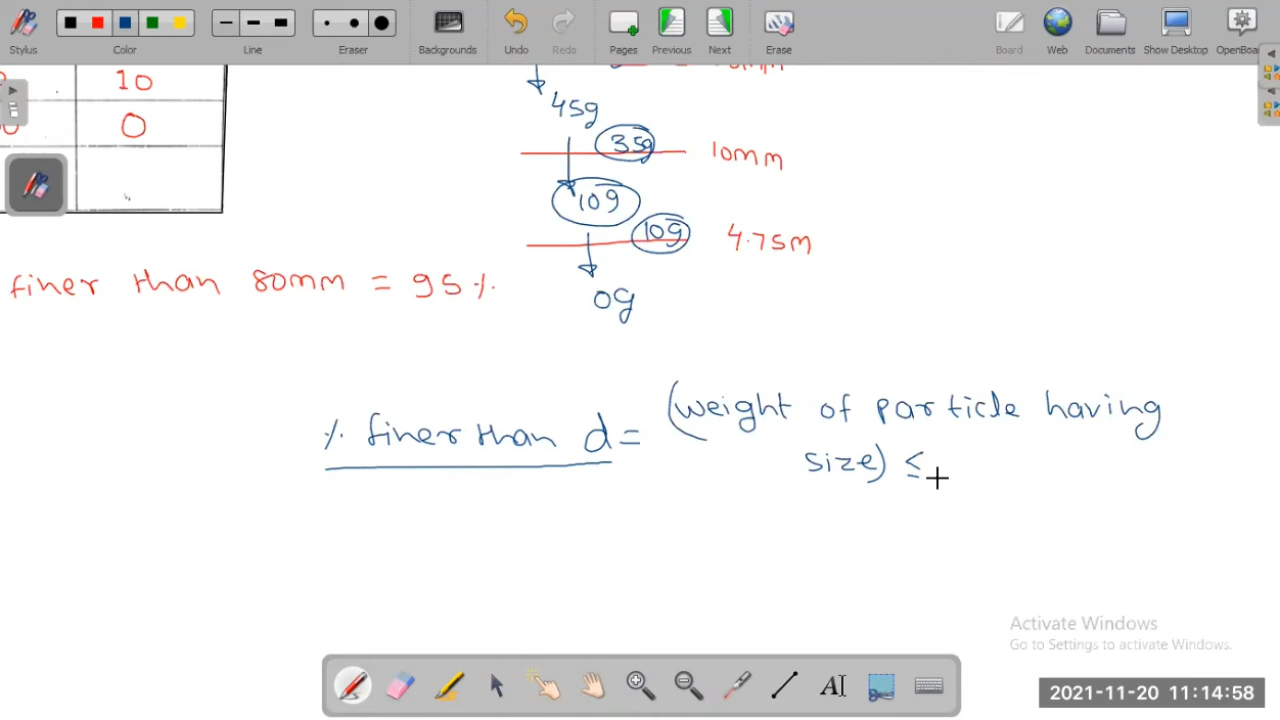 Stylus
Color
Line
Eraser
Backgrounds
Undo
Redo
Pages
Previous
Next
Erase
Board
Web
Documents
Show Desktop
OpenBoa
10
0
45g
35g
10mm
10g
10g
4.75m
0g
finer than 80mm = 95 %
% finer than d = (weight of particle having
size) ≤
Activate Windows
Go to Settings to activate Windows.
2021-11-20 11:14:58